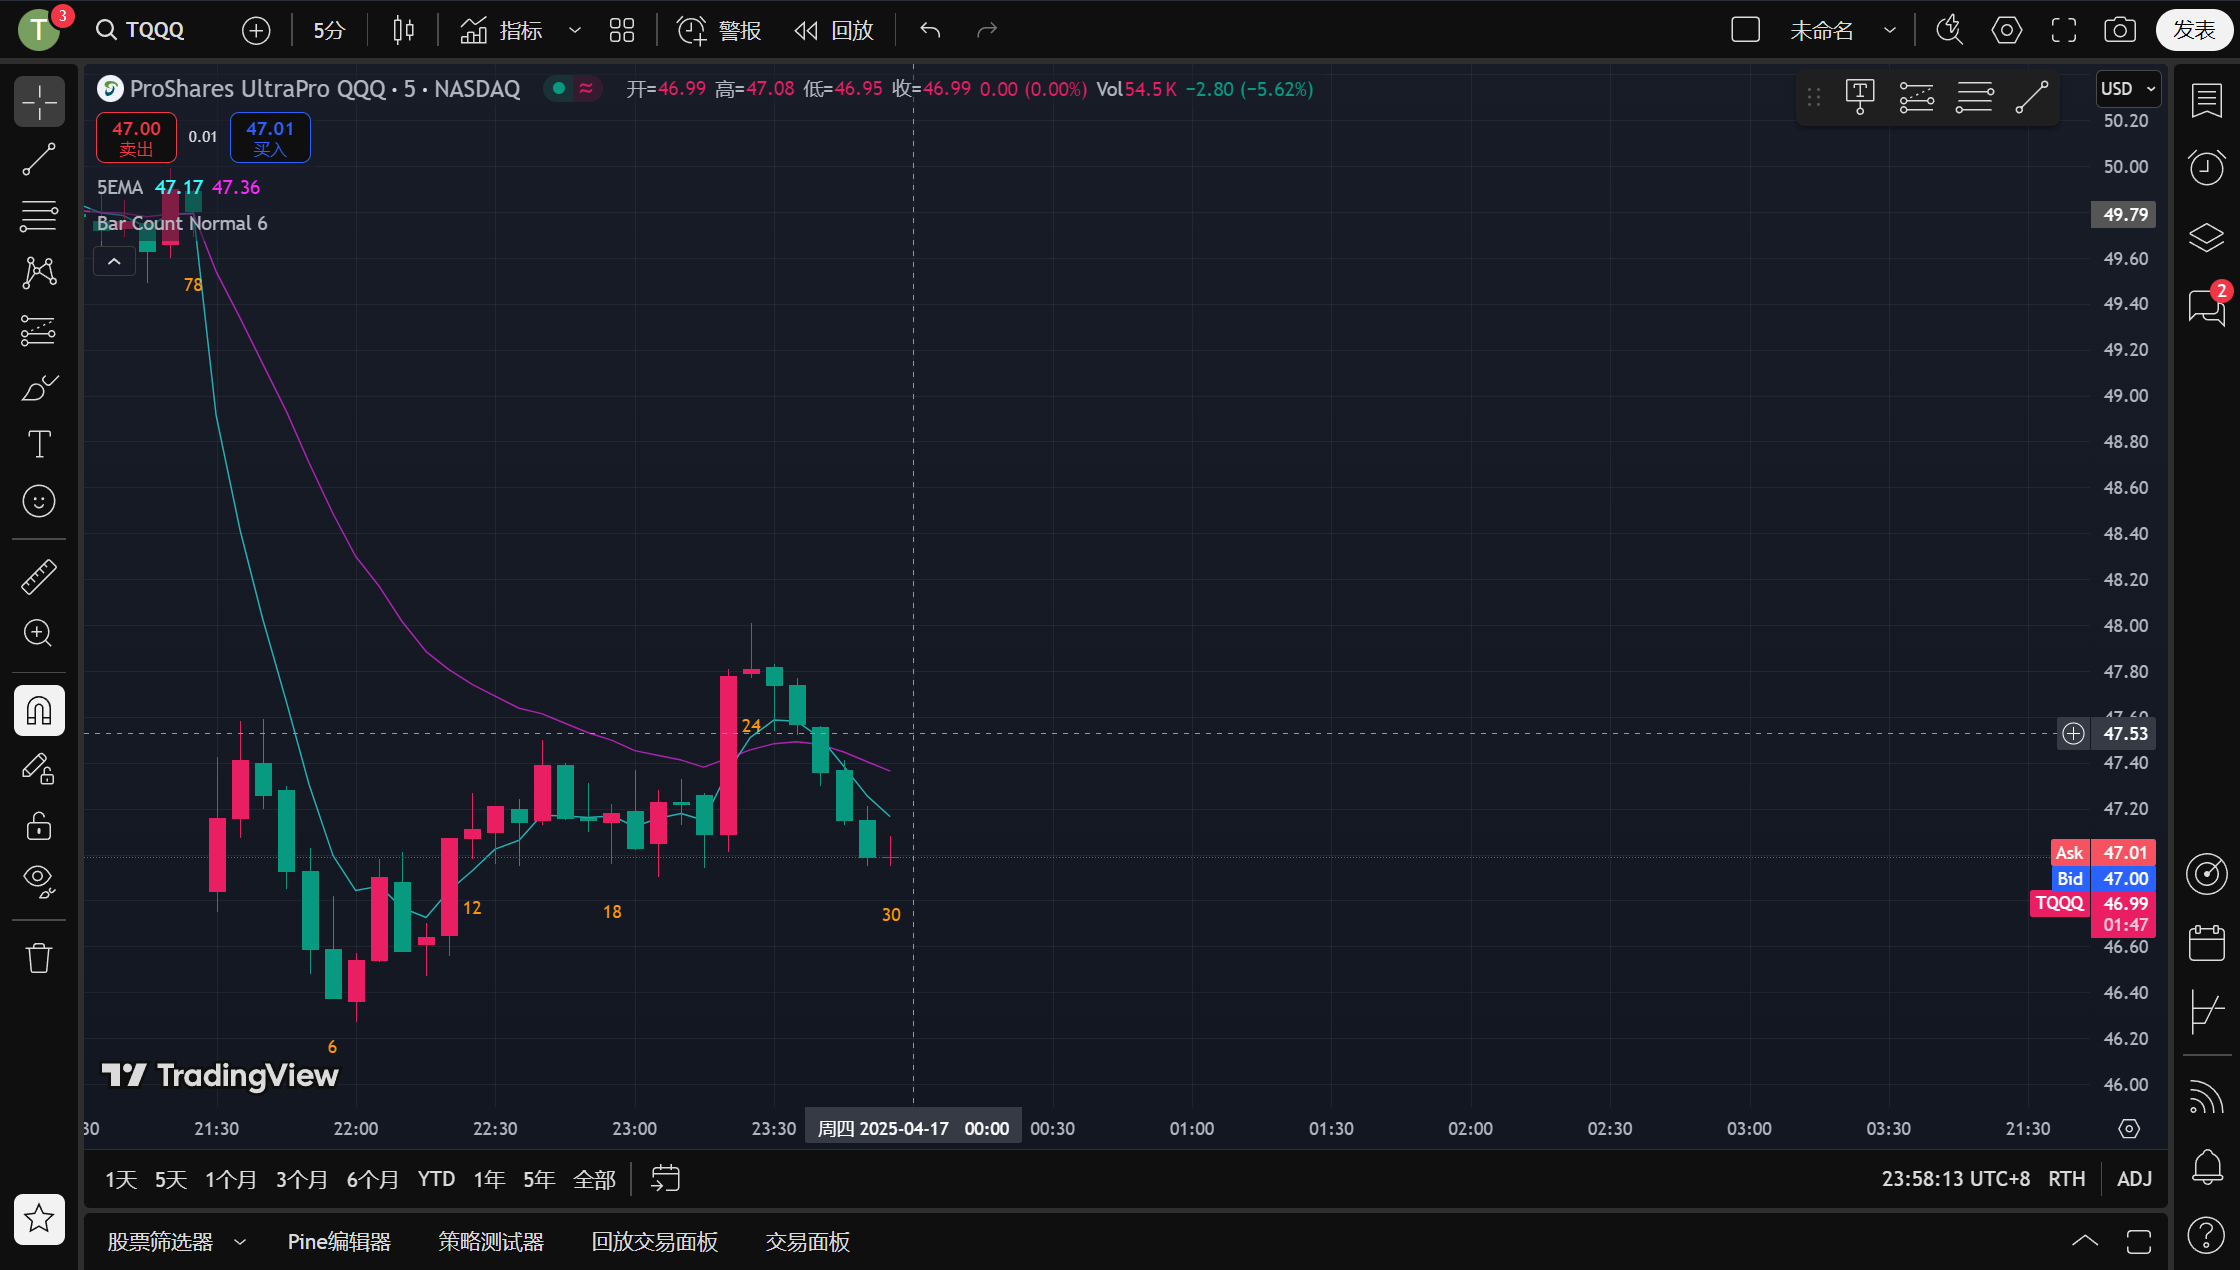 T
3
TQQQ
5分
指标
警报
回放
未命名
发表
ProShares UltraPro QQQ · 5 · NASDAQ
开=46.99 高=47.08 低=46.95 收=46.99 0.00 (0.00%) Vol54.5 K −2.80 (−5.62%)
USD
47.00
卖出
0.01
47.01
买入
5EMA 47.17 47.36
Bar Count Normal 6
78
24
12
18
30
6
50.20
50.00
49.79
49.60
49.40
49.20
49.00
48.80
48.60
48.40
48.20
48.00
47.80
47.60
47.53
47.40
47.20
Ask 47.01
Bid 47.00
TQQQ 46.99
01:47
46.60
46.40
46.20
46.00
2
TradingView
30
21:30
22:00
22:30
23:00
23:30
周四 2025-04-17 00:00
00:30
01:00
01:30
02:00
02:30
03:00
03:30
21:30
1天 5天 1个月 3个月 6个月 YTD 1年 5年 全部
23:58:13 UTC+8 RTH ADJ
股票筛选器
Pine编辑器
策略测试器
回放交易面板
交易面板